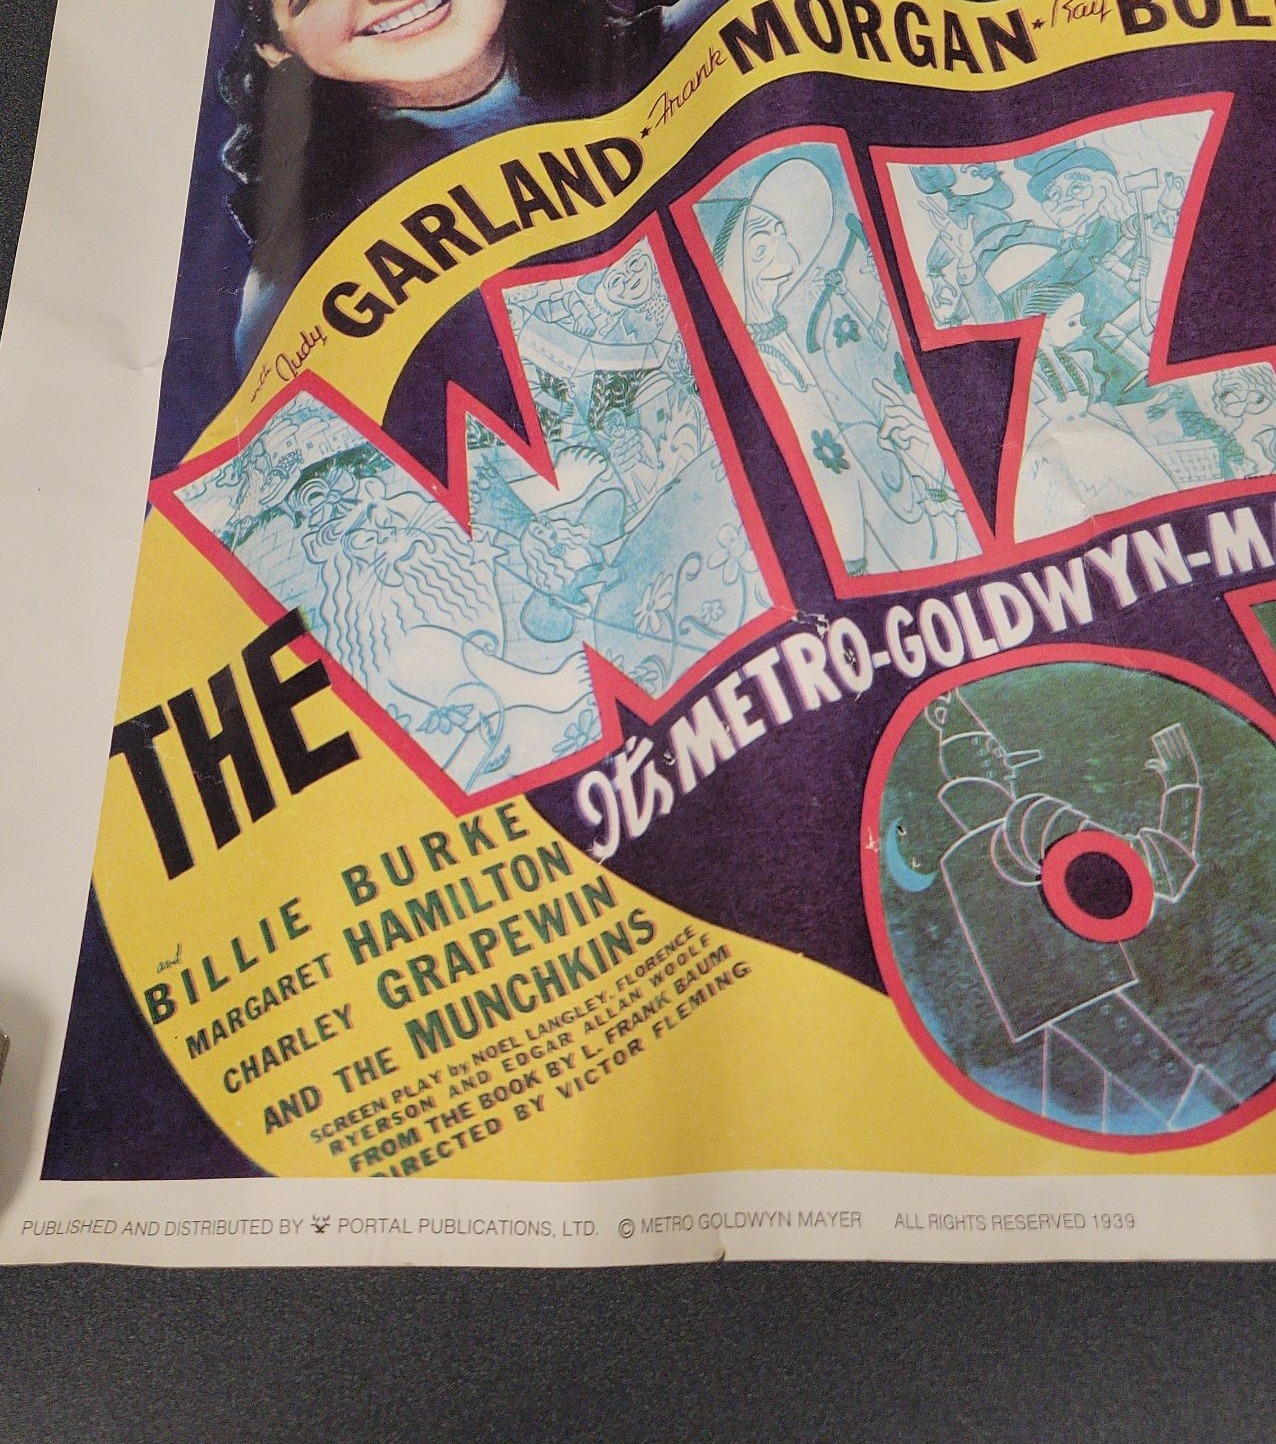 with Judy GARLAND * Frank MORGAN * Ray
THE WIZ
It's METRO-GOLDWYN-M
and
BILLIE BURKE
MARGARET HAMILTON
CHARLEY GRAPEWIN
AND THE MUNCHKINS
SCREEN PLAY by NOEL LANGLEY, FLORENCE
RYERSON AND EDGAR ALLAN WOOLF
FROM THE BOOK BY L. FRANK BAUM
DIRECTED BY VICTOR FLEMING
PUBLISHED AND DISTRIBUTED BY PORTAL PUBLICATIONS, LTD. © METRO GOLDWYN MAYER ALL RIGHTS RESERVED 1939